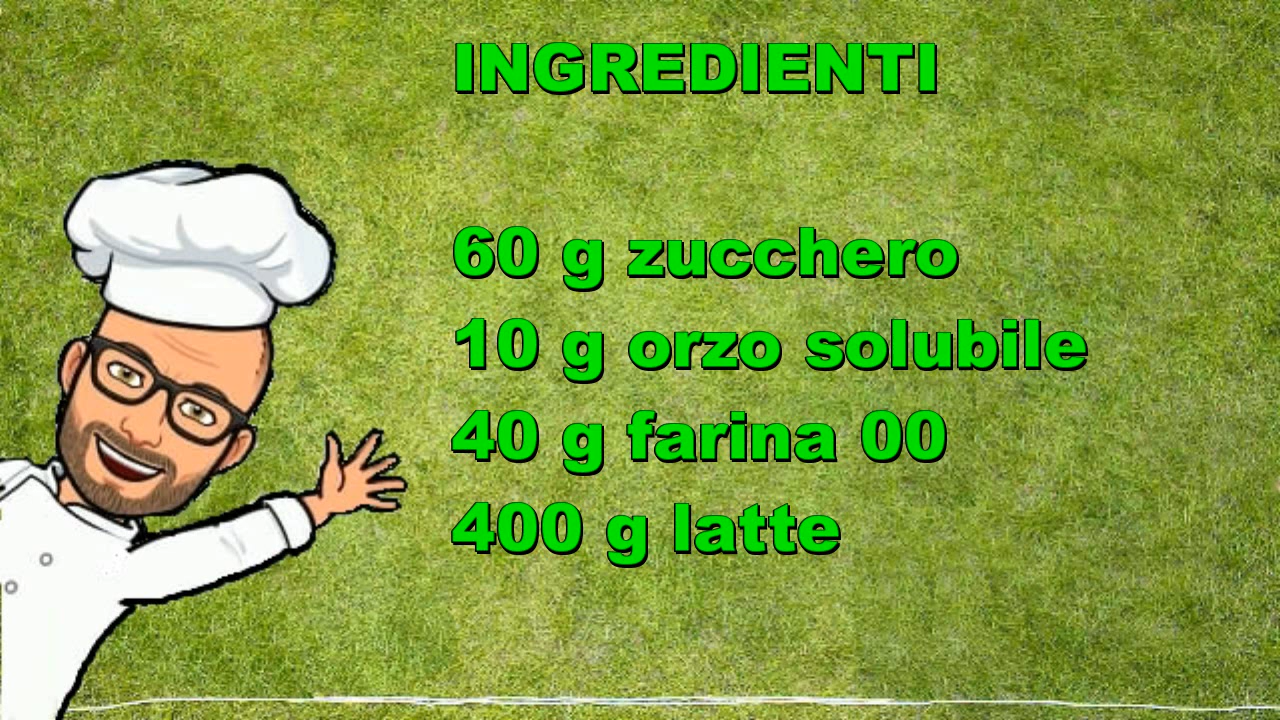 INGREDIENTI
60 g zucchero
10 g orzo solubile
40 g farina 00
400 g latte